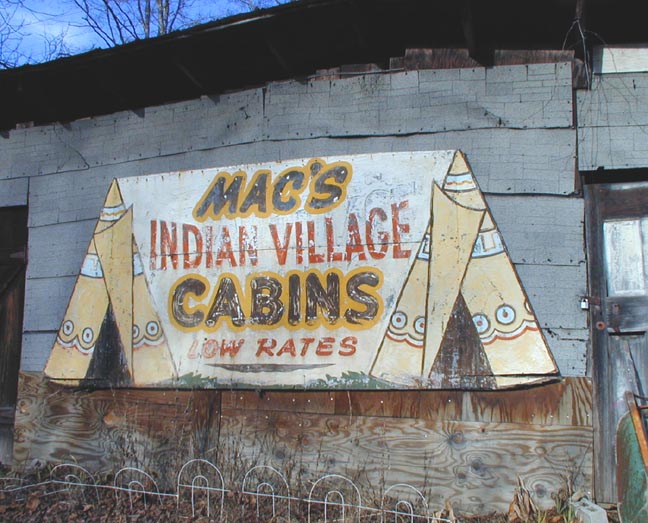 MAC'S
INDIAN VILLAGE
CABINS
LOW RATES